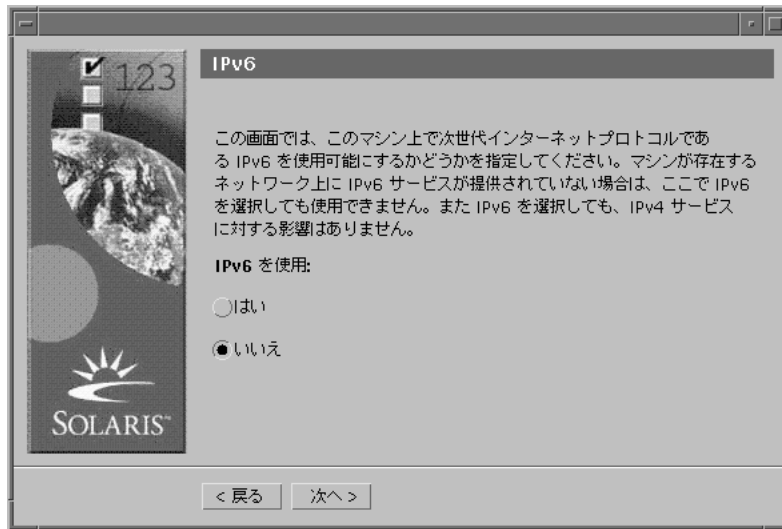 123
IPv6
この画面では、このマシン上で次世代インターネットプロトコルであ
る IPv6 を使用可能にするかどうかを指定してください。マシンが存在する
ネットワーク上に IPv6 サービスが提供されていない場合は、ここで IPv6
を選択しても使用できません。また IPv6 を選択しても、IPv4 サービス
に対する影響はありません。
IPv6 を使用:
はい
いいえ
SOLARIS™
< 戻る
次へ >